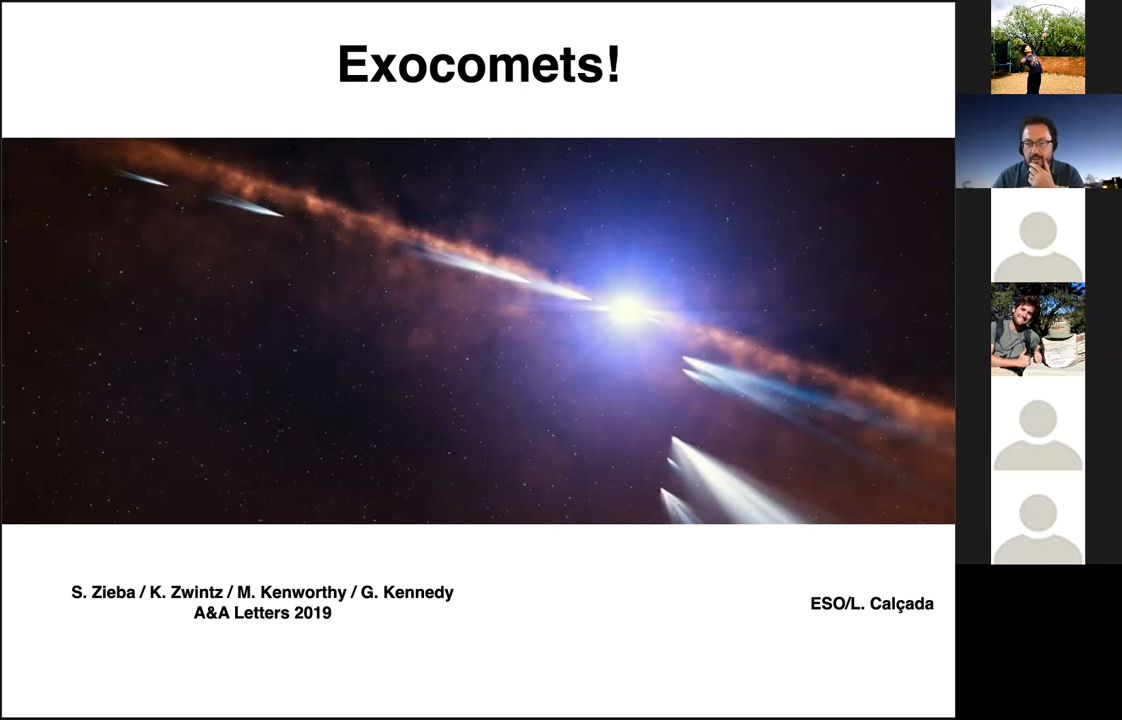 Exocomets!
S. Zieba / K. Zwintz / M. Kenworthy / G. Kennedy
A&A Letters 2019
ESO/L. Calçada